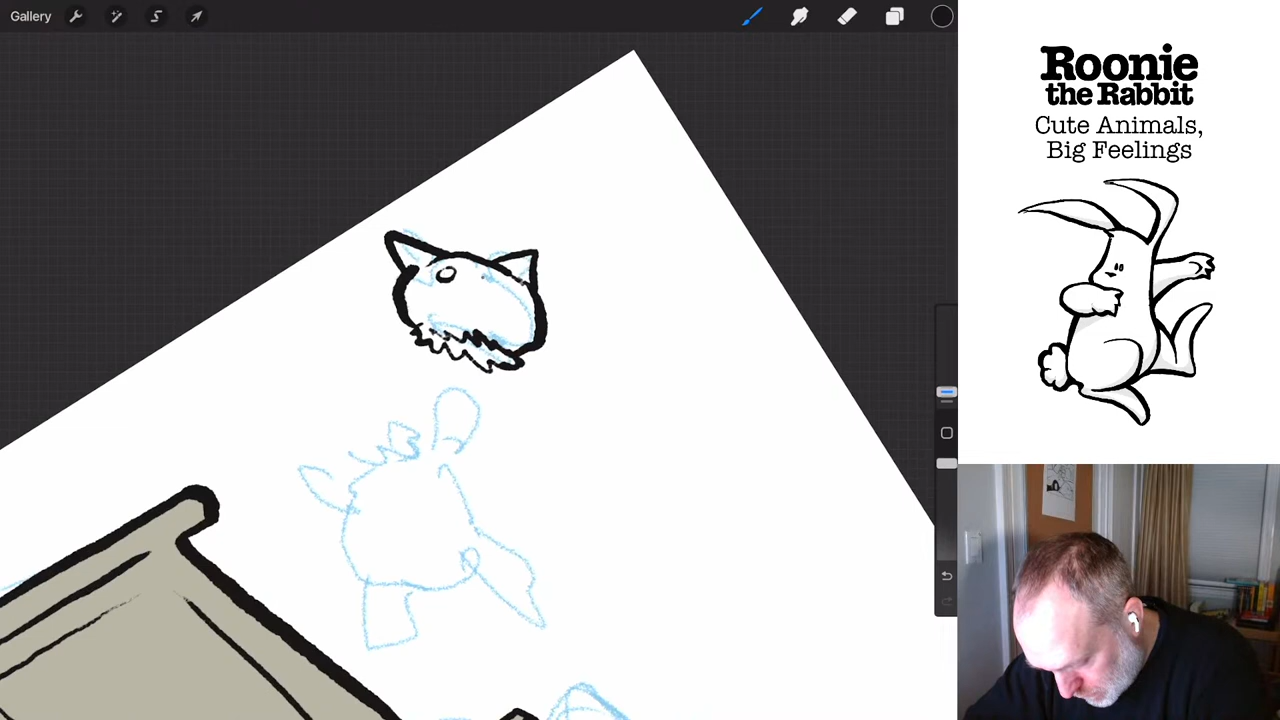 Gallery
Roonie
the Rabbit
Cute Animals,
Big Feelings